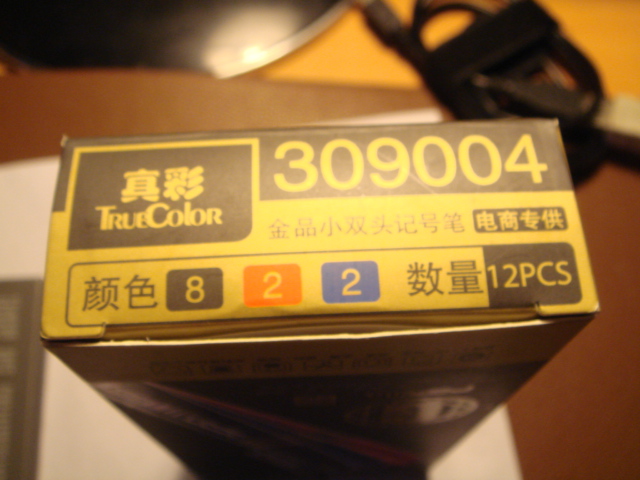 真彩
TRUECOLOR
309004
金品小双头记号笔 电商专供
颜色 8 2 2 数量 12PCS